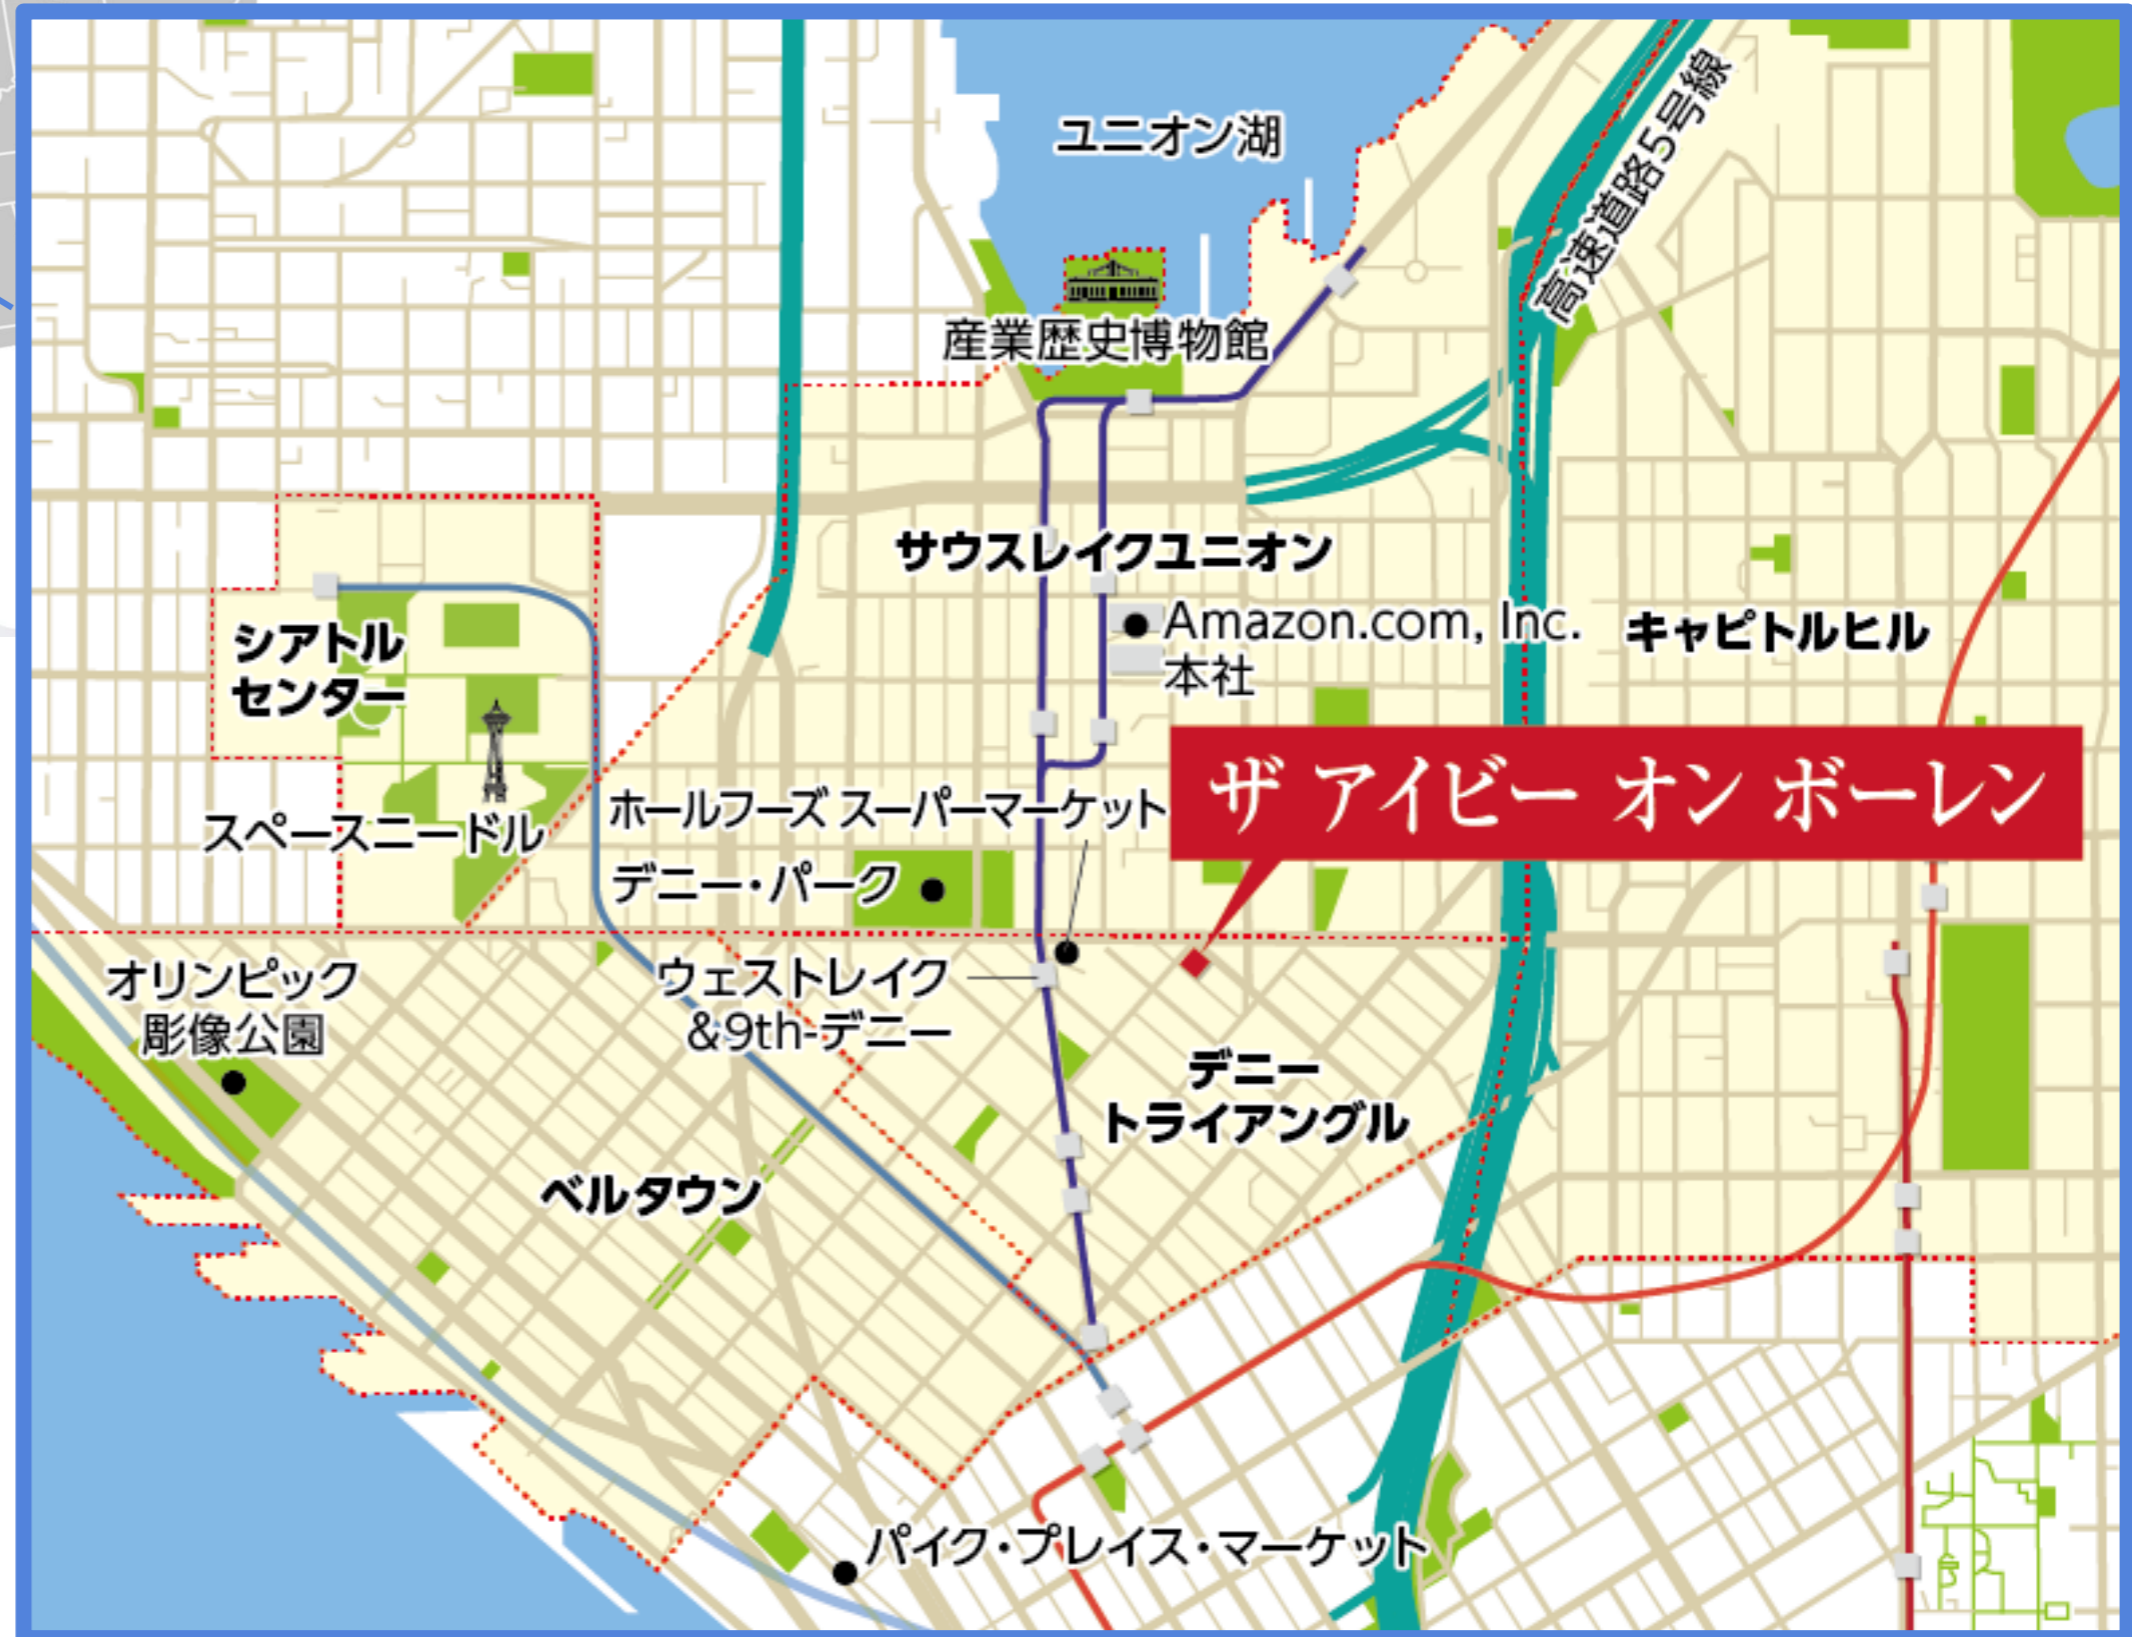 ユニオン湖
高速道路5号線
産業歴史博物館
サウスレイクユニオン
Amazon.com, Inc.
本社
キャピトルヒル
シアトル
センター
スペースニードル
ホールフーズ スーパーマーケット
ザ アイビー オン ボーレン
デニー・パーク
オリンピック
彫像公園
ウェストレイク
&9th-デニー
デニー
トライアングル
ベルタウン
パイク・プレイス・マーケット